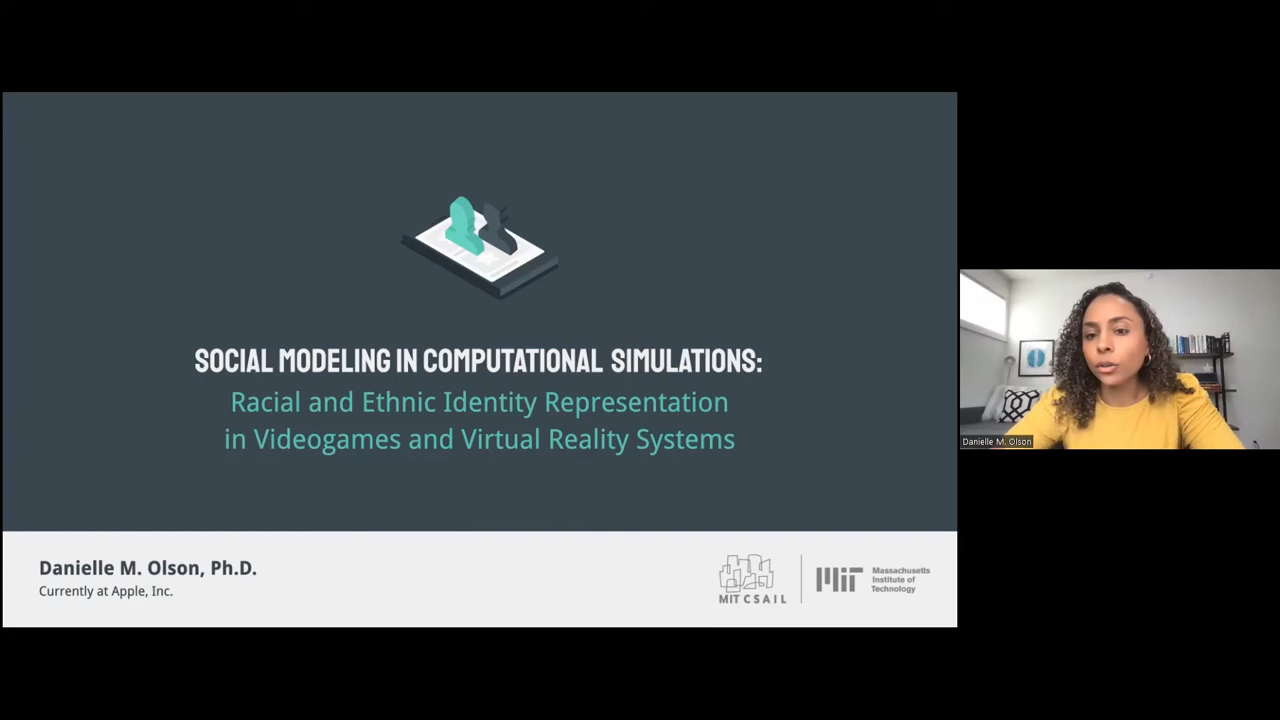 SOCIAL MODELING IN COMPUTATIONAL SIMULATIONS:
Racial and Ethnic Identity Representation
in Videogames and Virtual Reality Systems
Danielle M. Olson, Ph.D.
Currently at Apple, Inc.
MIT CSAIL
MIT
Massachusetts
Institute of
Technology
Danielle M. Olson